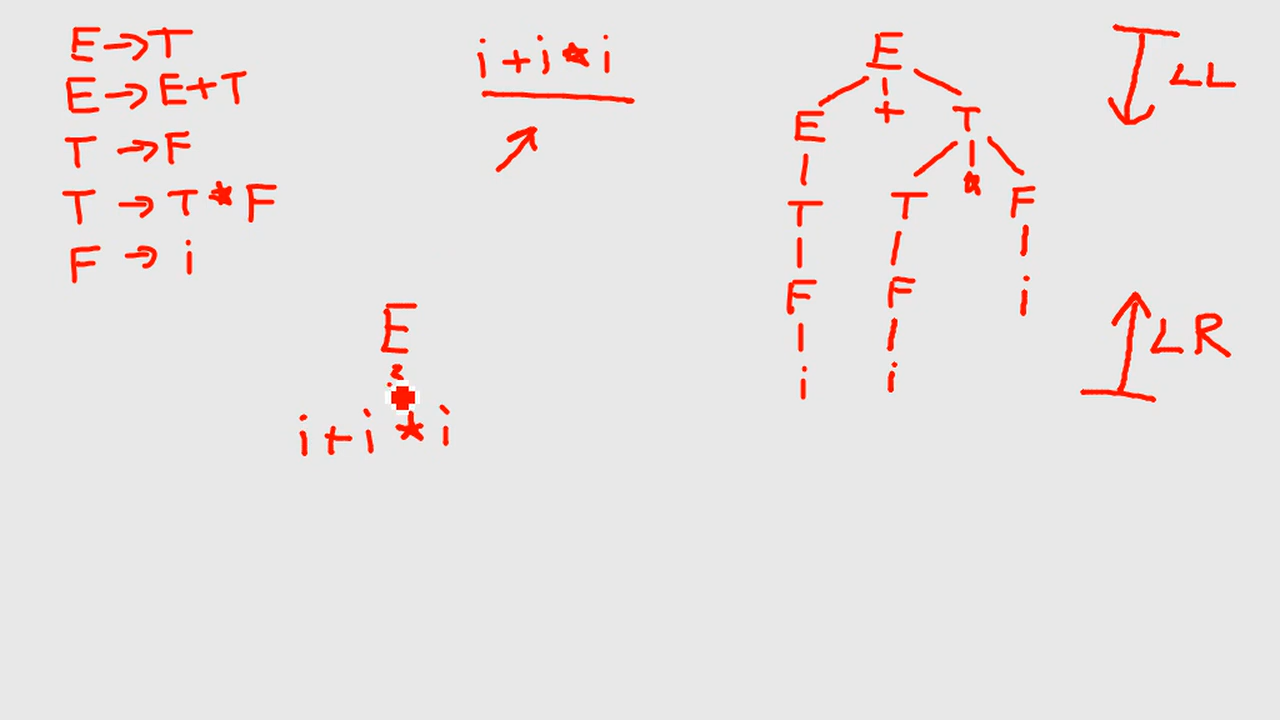 E→T
E→E+T
T→F
T→T*F
F→i
i+i*i
E
E + T
T T * F
F F i
i i
LL
LR
E
?
i+i*i